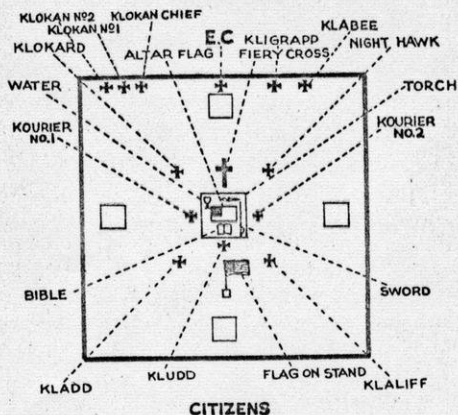 KLOKAN Nº2
KLOKAN Nº1
KLOKAN CHIEF
KLOKARD
ALTAR FLAG
E.C
KLIGRAPP
FIERY CROSS
KLABEE
NIGHT HAWK
WATER
TORCH
KOURIER
NO.1
KOURIER
NO.2
BIBLE
SWORD
KLADD
KLUDD
FLAG ON STAND
KLALIFF
CITIZENS